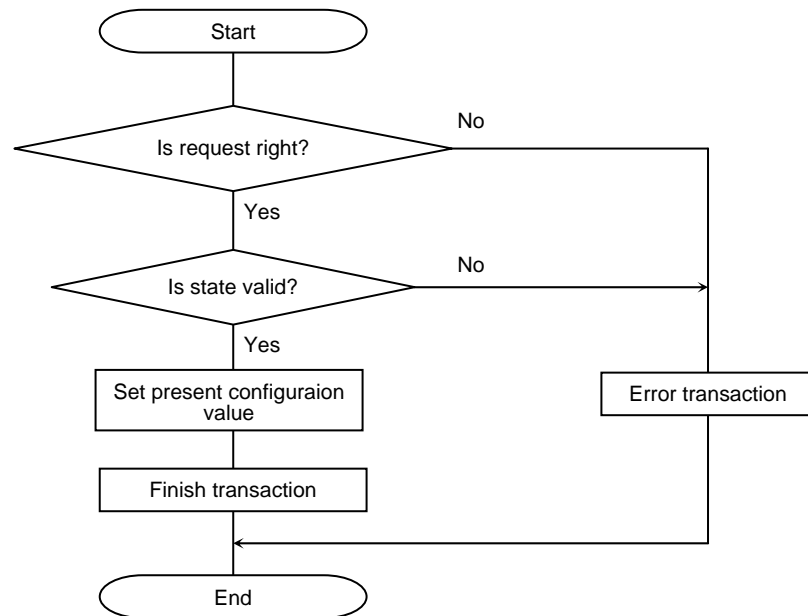 Start
Is request right?
No
Yes
Is state valid?
No
Yes
Set present configuraion
value
Error transaction
Finish transaction
End